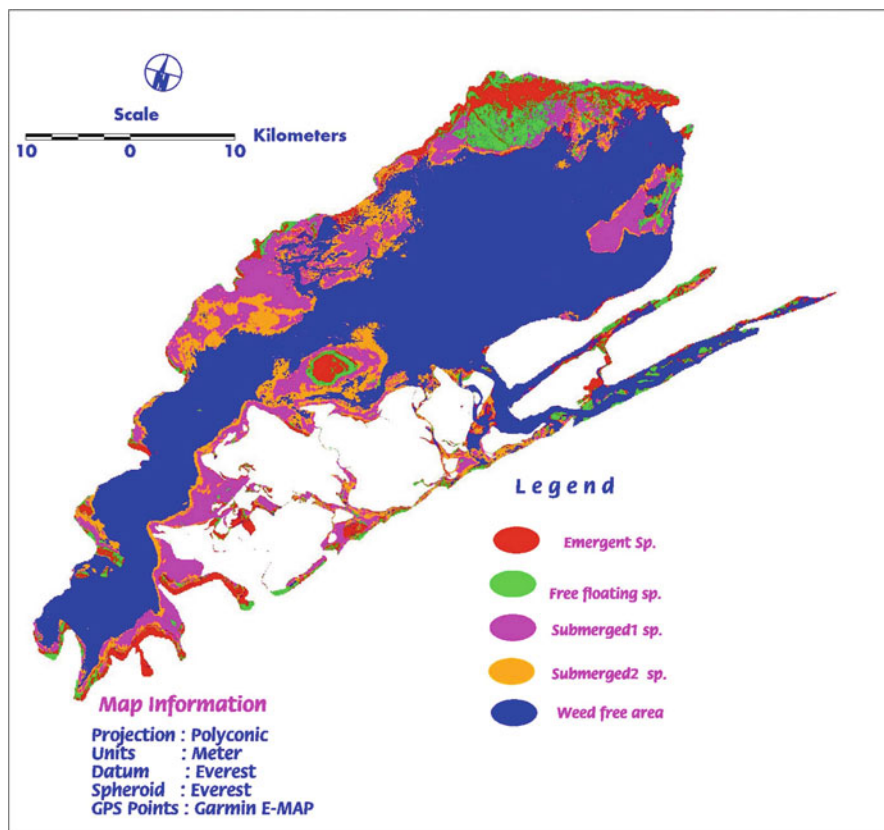 N
Scale
Kilometers
10 0 10
Legend
Emergent Sp.
Free floating sp.
Submerged1 sp.
Submerged2 sp.
Weed free area
Map Information
Projection : Polyconic
Units : Meter
Datum : Everest
Spheroid : Everest
GPS Points : Garmin E-MAP